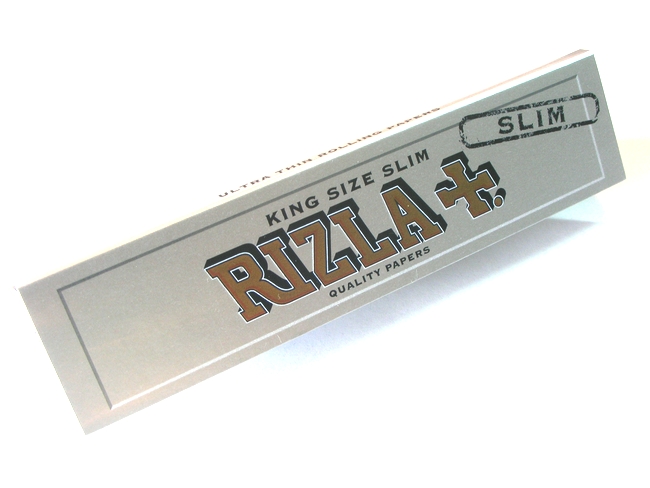 ULTRA THIN ROLLING PAPERS
SLIM
KING SIZE SLIM
RIZLA+.
QUALITY PAPERS